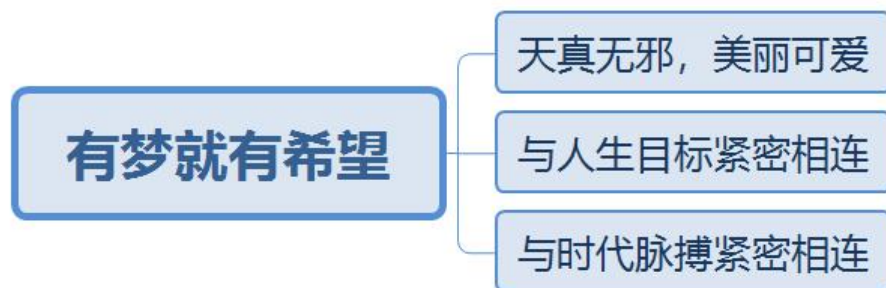 有梦就有希望
天真无邪，美丽可爱
与人生目标紧密相连
与时代脉搏紧密相连